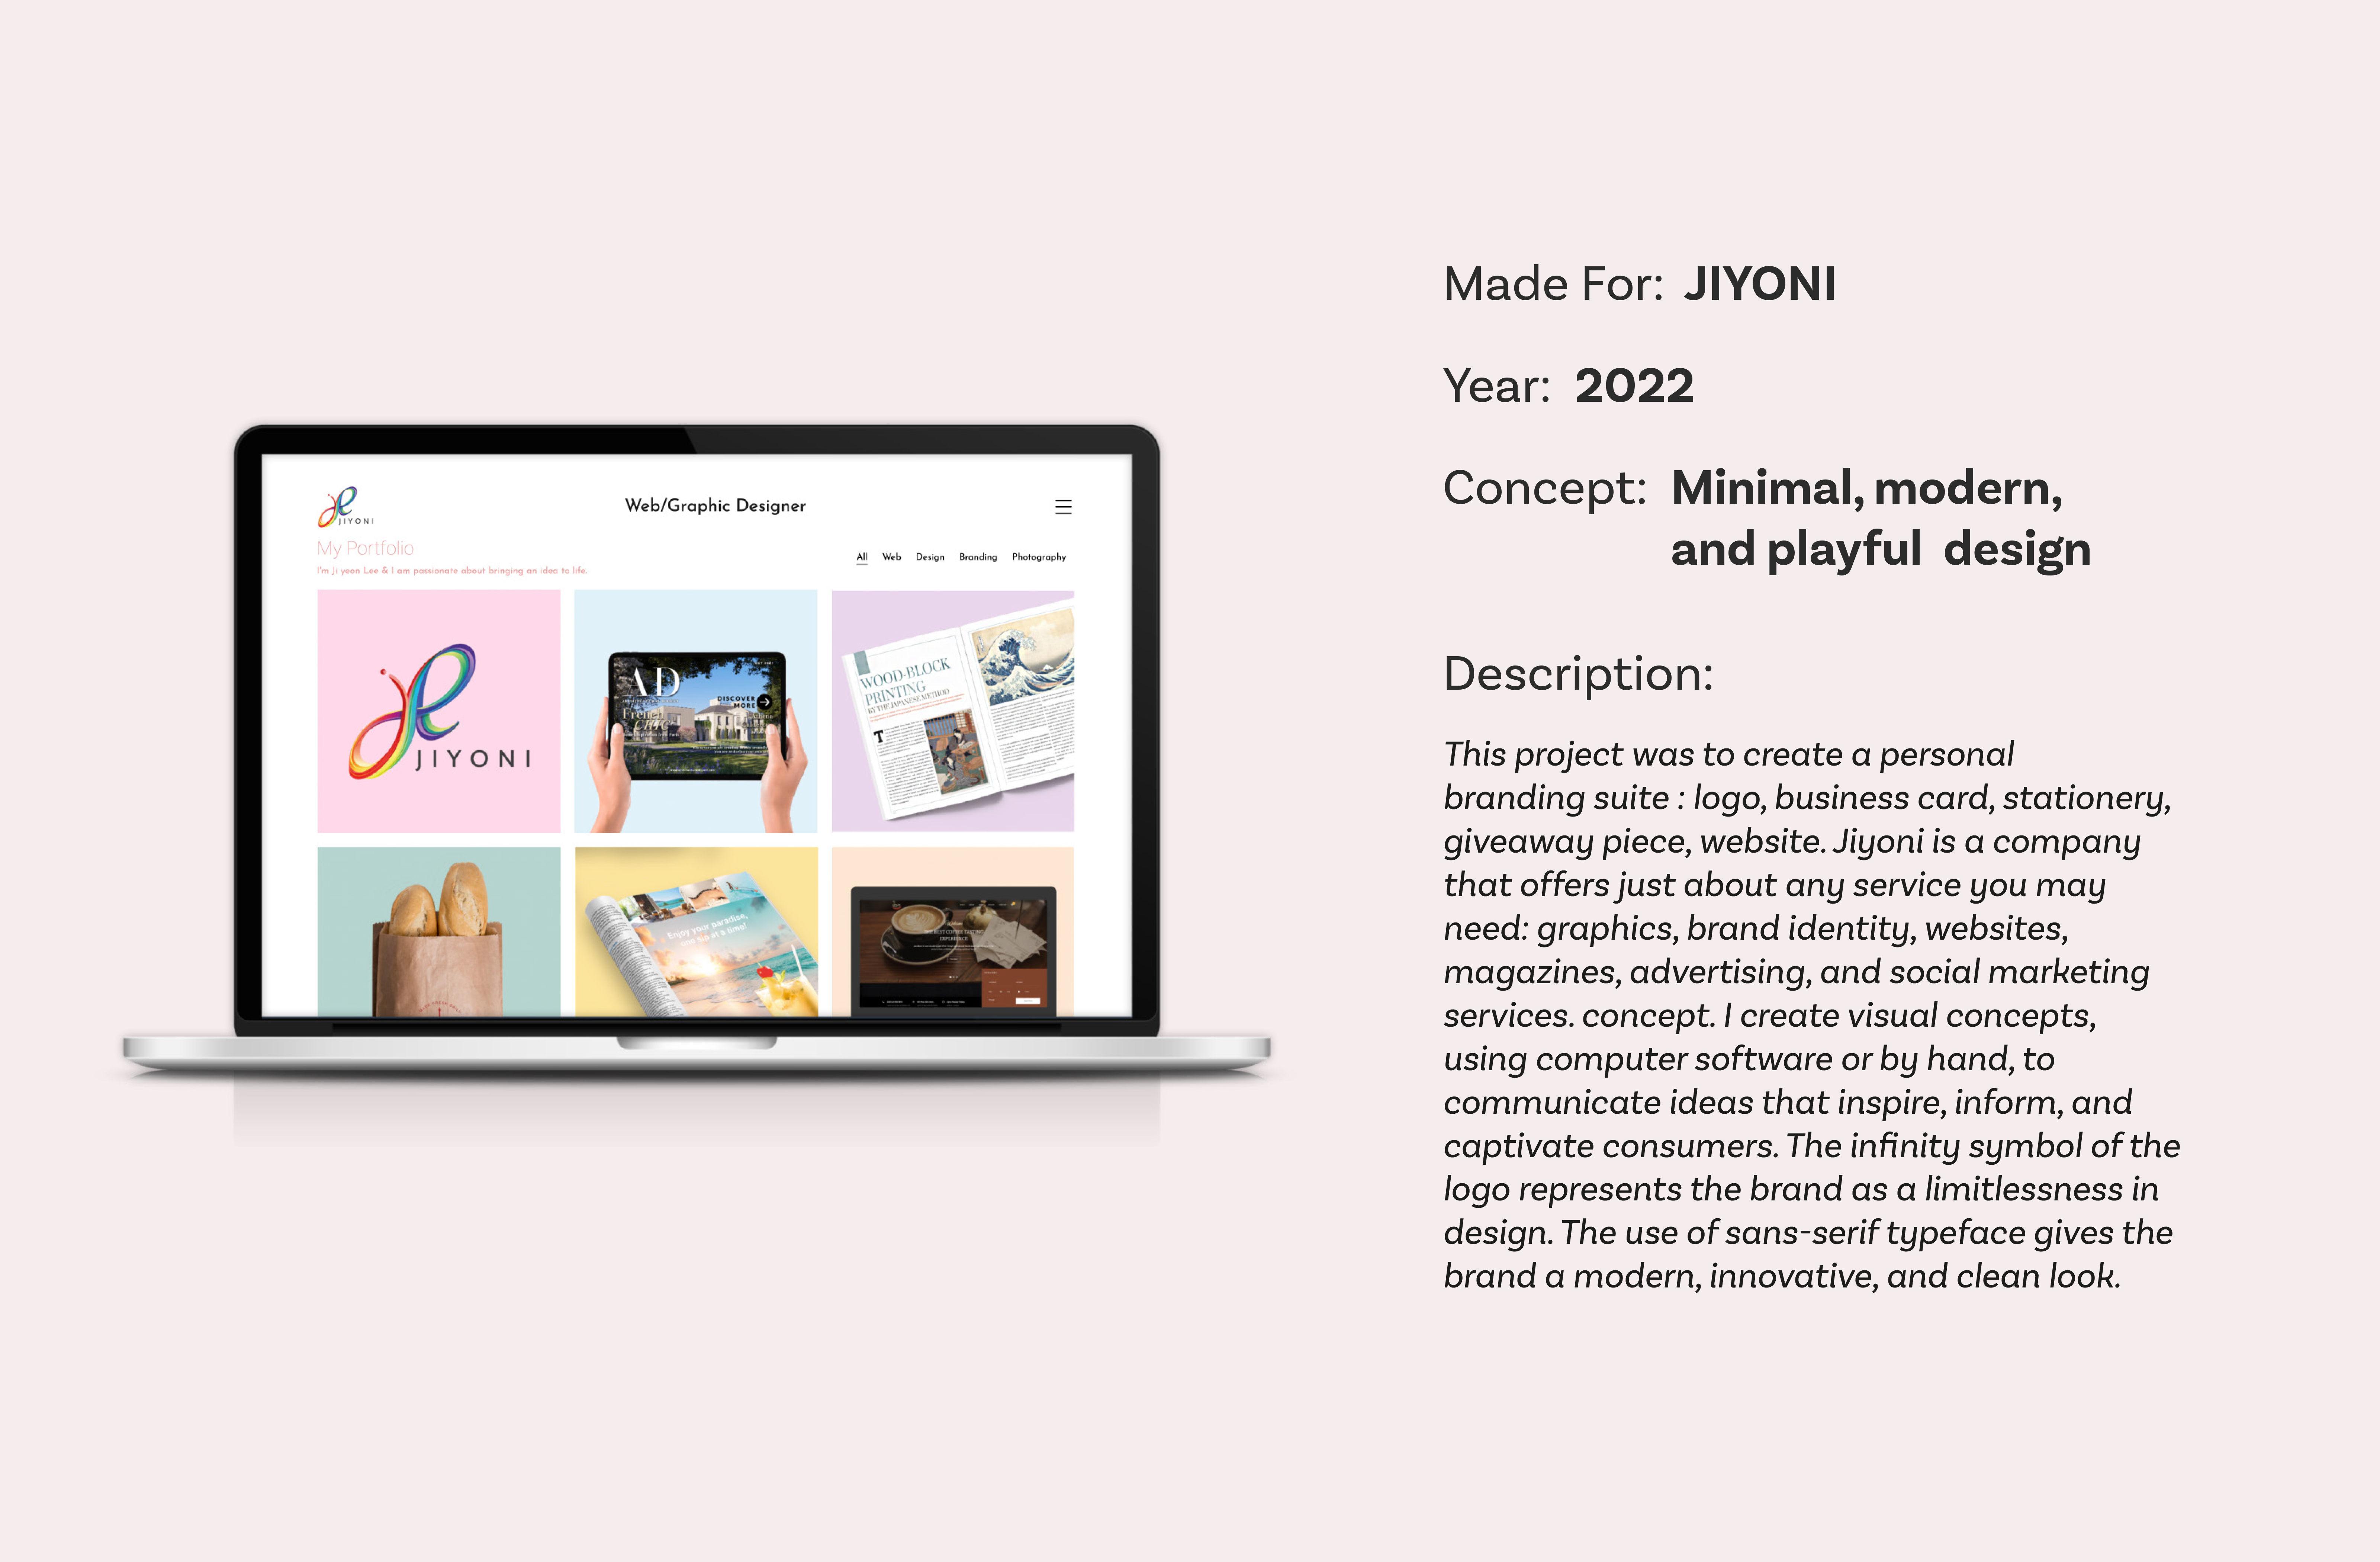 JIYONI
Web/Graphic Designer
My Portfolio
I'm Ji yeon Lee & I am passionate about bringing an idea to life.
All Web Design Branding Photography
JIYONI
AD
DISCOVER
MORE
French
CHIC
WOOD-BLOCK
PRINTING
BY THE JAPANESE METHOD
T
Enjoy your paradise,
one trip at a time!
Made For: JIYONI
Year: 2022
Concept: Minimal, modern,
and playful design
Description:
This project was to create a personal
branding suite : logo, business card, stationery,
giveaway piece, website. Jiyoni is a company
that offers just about any service you may
need: graphics, brand identity, websites,
magazines, advertising, and social marketing
services. concept. I create visual concepts,
using computer software or by hand, to
communicate ideas that inspire, inform, and
captivate consumers. The infinity symbol of the
logo represents the brand as a limitlessness in
design. The use of sans-serif typeface gives the
brand a modern, innovative, and clean look.